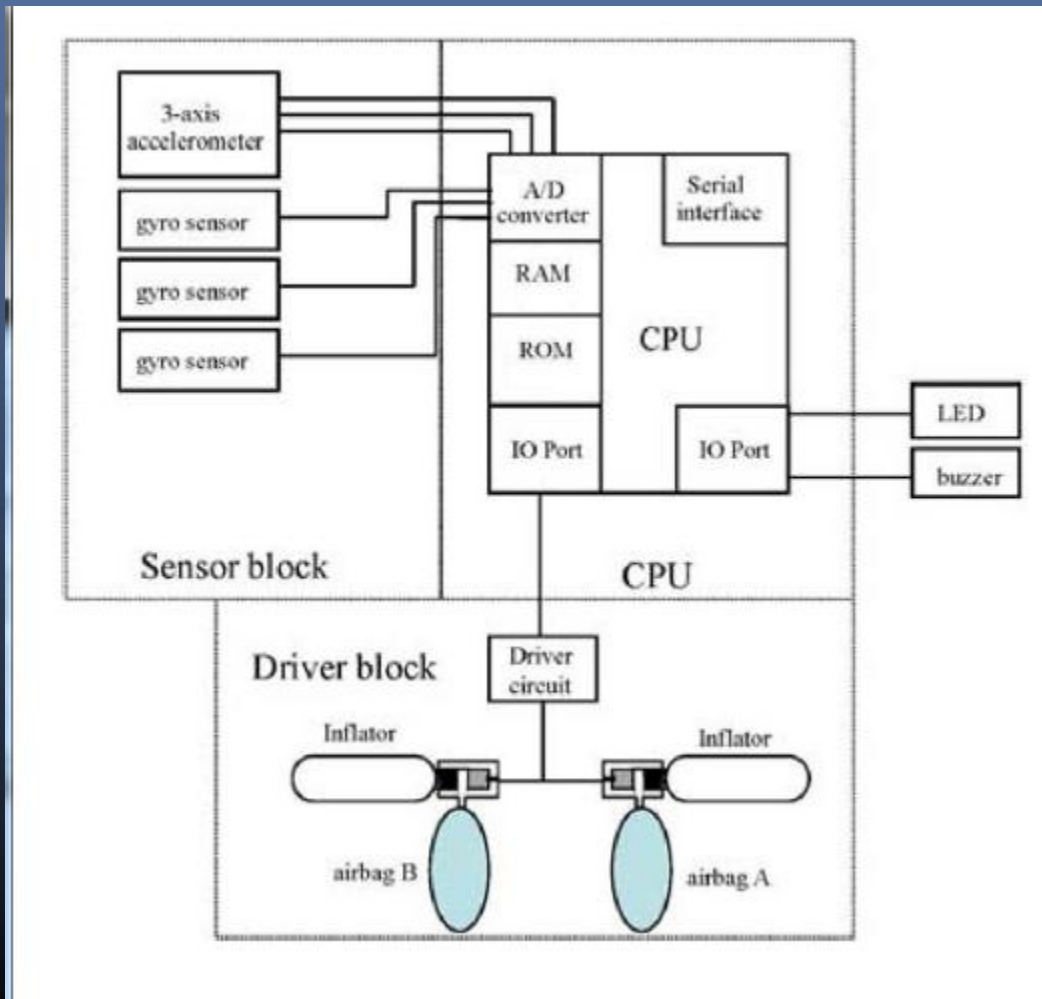 3-axis
accelerometer
gyro sensor
gyro sensor
gyro sensor
Sensor block
A/D
converter
Serial
interface
RAM
ROM
CPU
IO Port
IO Port
LED
buzzer
CPU
Driver block
Driver
circuit
Inflator
Inflator
airbag B
airbag A